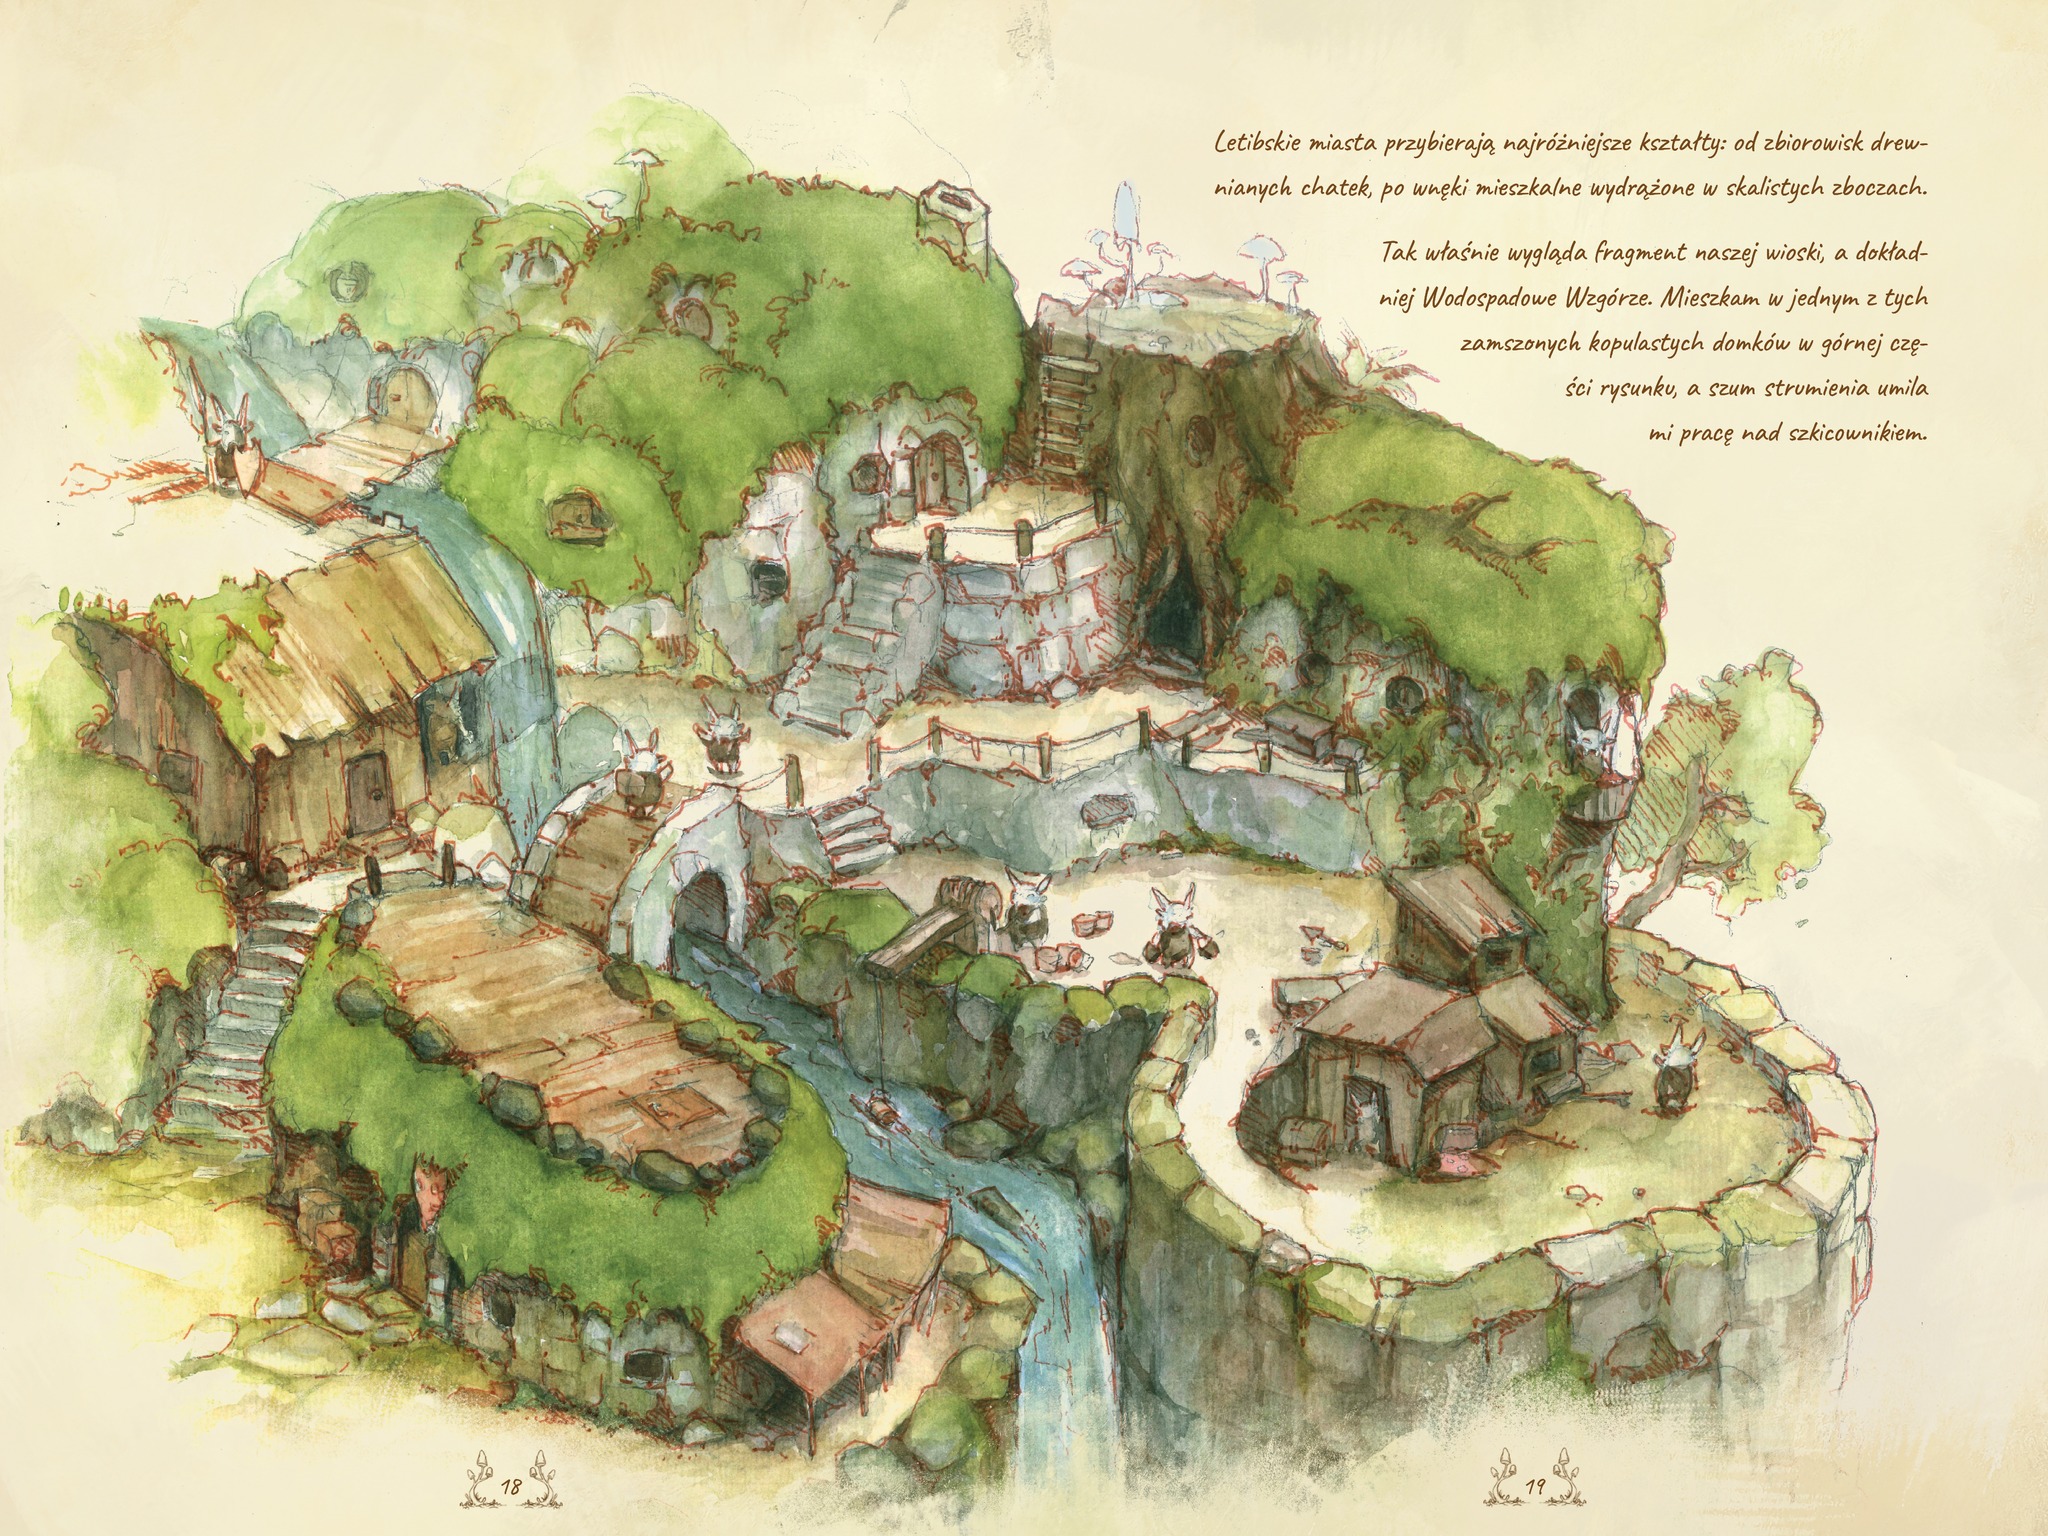 Letibskie miasta przybierają najróżniejsze kształty: od zbiorowisk drew-
nianych chatek, po wnęki mieszkalne wydrążone w skalistych zboczach.
Tak właśnie wygląda fragment naszej wioski, a dokład-
niej Wodospadowe Wzgórze. Mieszkam w jednym z tych
zamszonych kopulastych domków w górnej czę-
ści rysunku, a szum strumienia umila
mi pracę nad szkicownikiem.
18
19